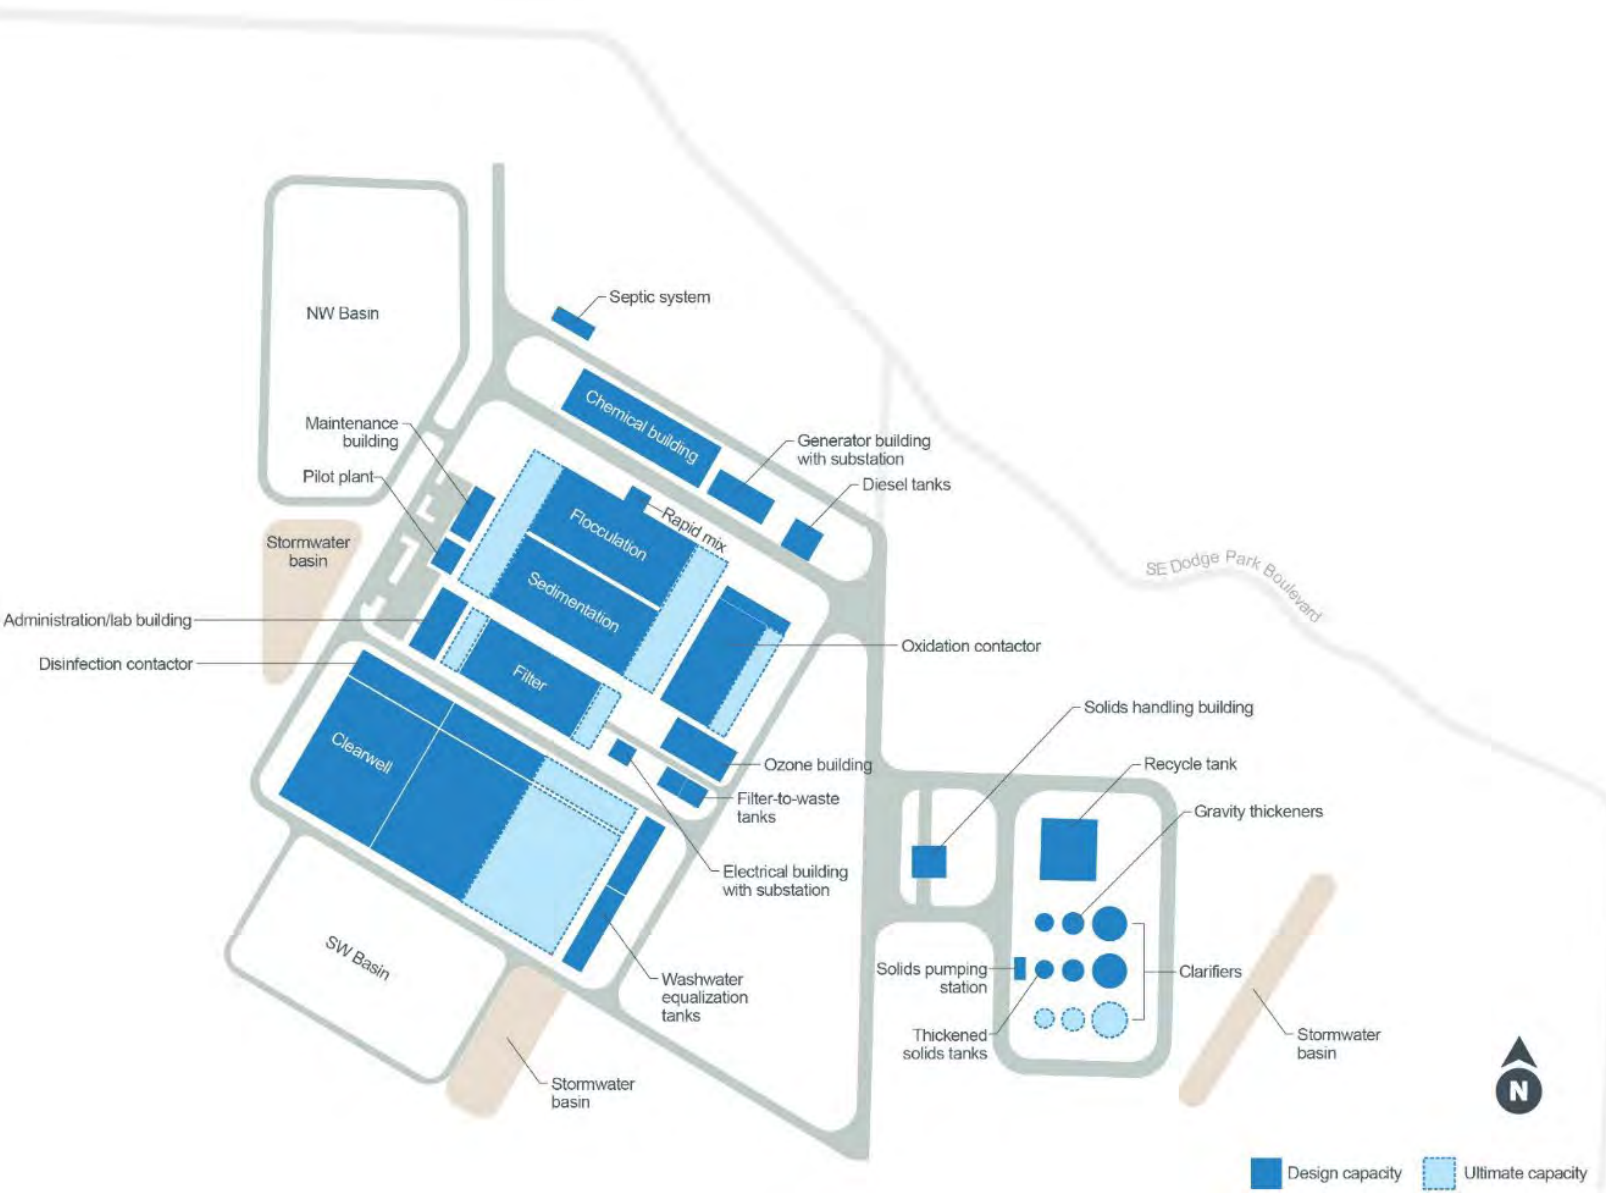 Septic system
NW Basin
Chemical building
Maintenance
building
Generator building
with substation
Pilot plant
Diesel tanks
Rapid mix
Flocculation
Stormwater
basin
SE Dodge Park Boulevard
Sedimentation
Administration/lab building
Oxidation contactor
Disinfection contactor
Filter
Solids handling building
Clearwell
Ozone building
Recycle tank
Filter-to-waste
tanks
Gravity thickeners
Electrical building
with substation
SW Basin
Solids pumping
station
Clarifiers
Washwater
equalization
tanks
Thickened
solids tanks
Stormwater
basin
Stormwater
basin
N
Design capacity
Ultimate capacity